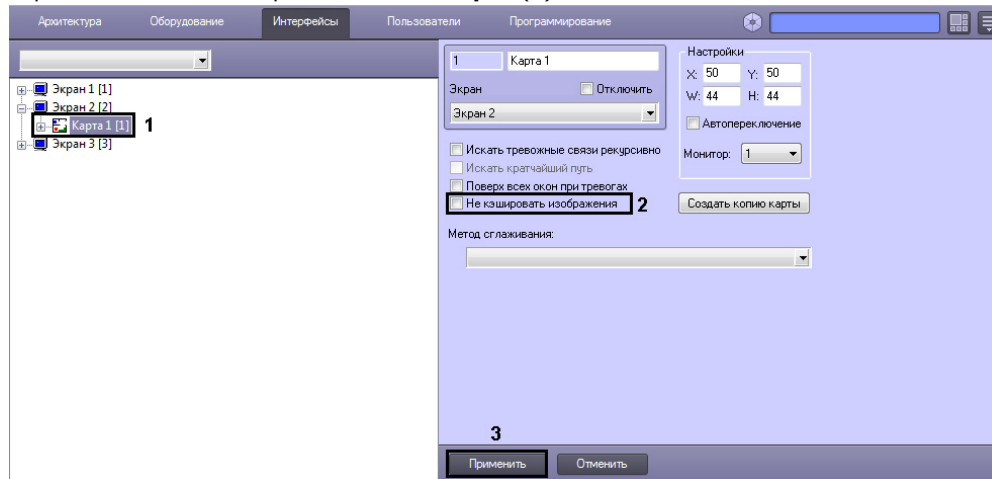 Архитектура Оборудование Интерфейсы Пользователи Программирование
Экран 1 [1]
Экран 2 [2]
Карта 1 [1] 1
Экран 3 [3]
1 Карта 1
Экран Отключить
Экран 2
Искать тревожные связи рекурсивно
Искать кратчайший путь
Поверх всех окон при тревогах
Не кэшировать изображения 2
Метод сглаживания:
Настройки
X: 50 Y: 50
W: 44 H: 44
Автопереключение
Монитор: 1
Создать копию карты
3
Применить Отменить